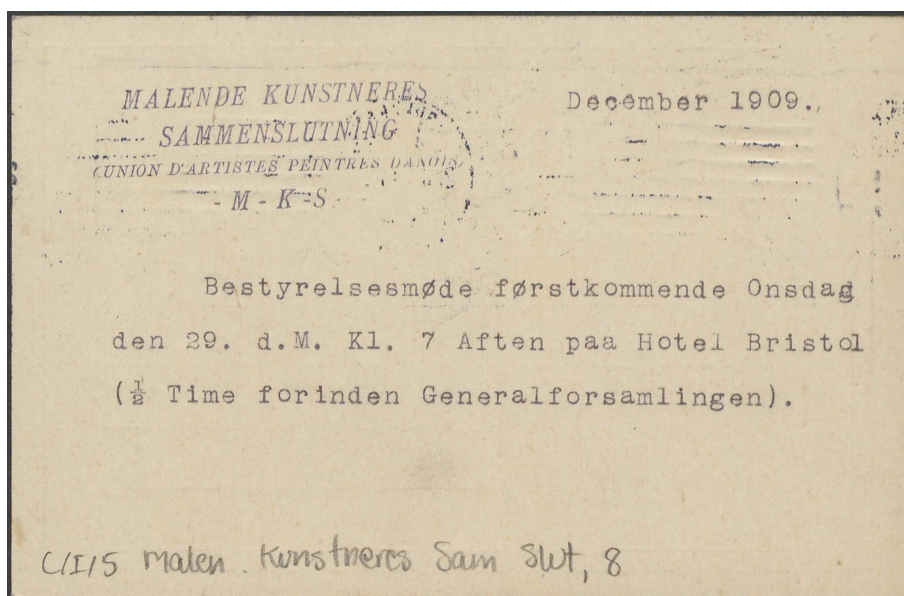 MALENDE KUNSTNERES
SAMMENSLUTNING
(UNION D'ARTISTES PEINTRES DANOIS)
- M - K - S -
December 1909.
Bestyrelsesmøde førstkommende Onsdag
den 29. d.M. Kl. 7 Aften paa Hotel Bristol
(½ Time forinden Generalforsamlingen).
C/I/5 Malen. Kunstneres Sam Slut, 8